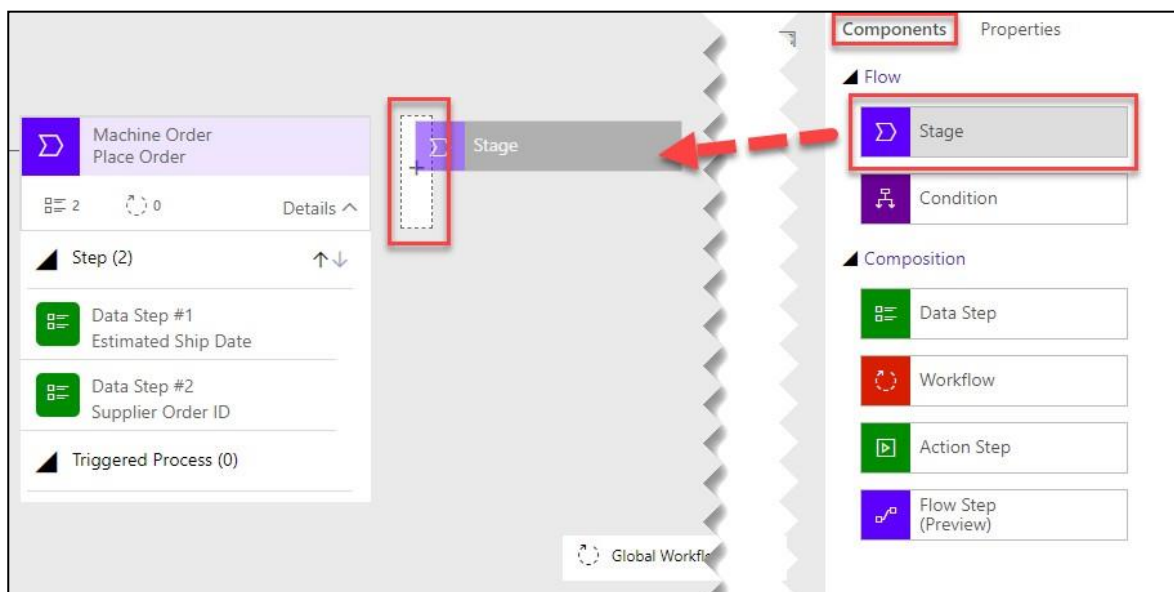 Components Properties
Flow
Stage
Condition
Composition
Data Step
Workflow
Action Step
Flow Step
(Preview)
Machine Order
Place Order
2 0 Details
Step (2)
Data Step #1
Estimated Ship Date
Data Step #2
Supplier Order ID
Triggered Process (0)
Stage
Global